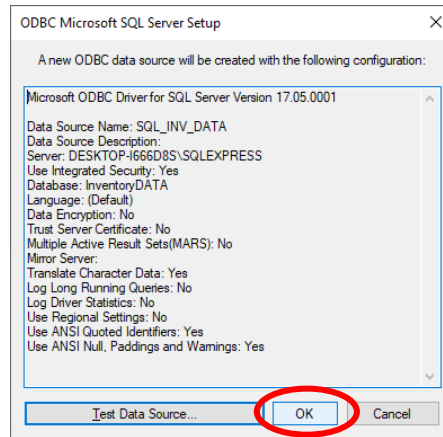 ODBC Microsoft SQL Server Setup
A new ODBC data source will be created with the following configuration:
Microsoft ODBC Driver for SQL Server Version 17.05.0001
Data Source Name: SQL_INV_DATA
Data Source Description:
Server: DESKTOP-I666D8S\SQLEXPRESS
Use Integrated Security: Yes
Database: InventoryDATA
Language: (Default)
Data Encryption: No
Trust Server Certificate: No
Multiple Active Result Sets(MARS): No
Mirror Server:
Translate Character Data: Yes
Log Long Running Queries: No
Log Driver Statistics: No
Use Regional Settings: No
Use ANSI Quoted Identifiers: Yes
Use ANSI Null, Paddings and Warnings: Yes
Test Data Source...
OK
Cancel